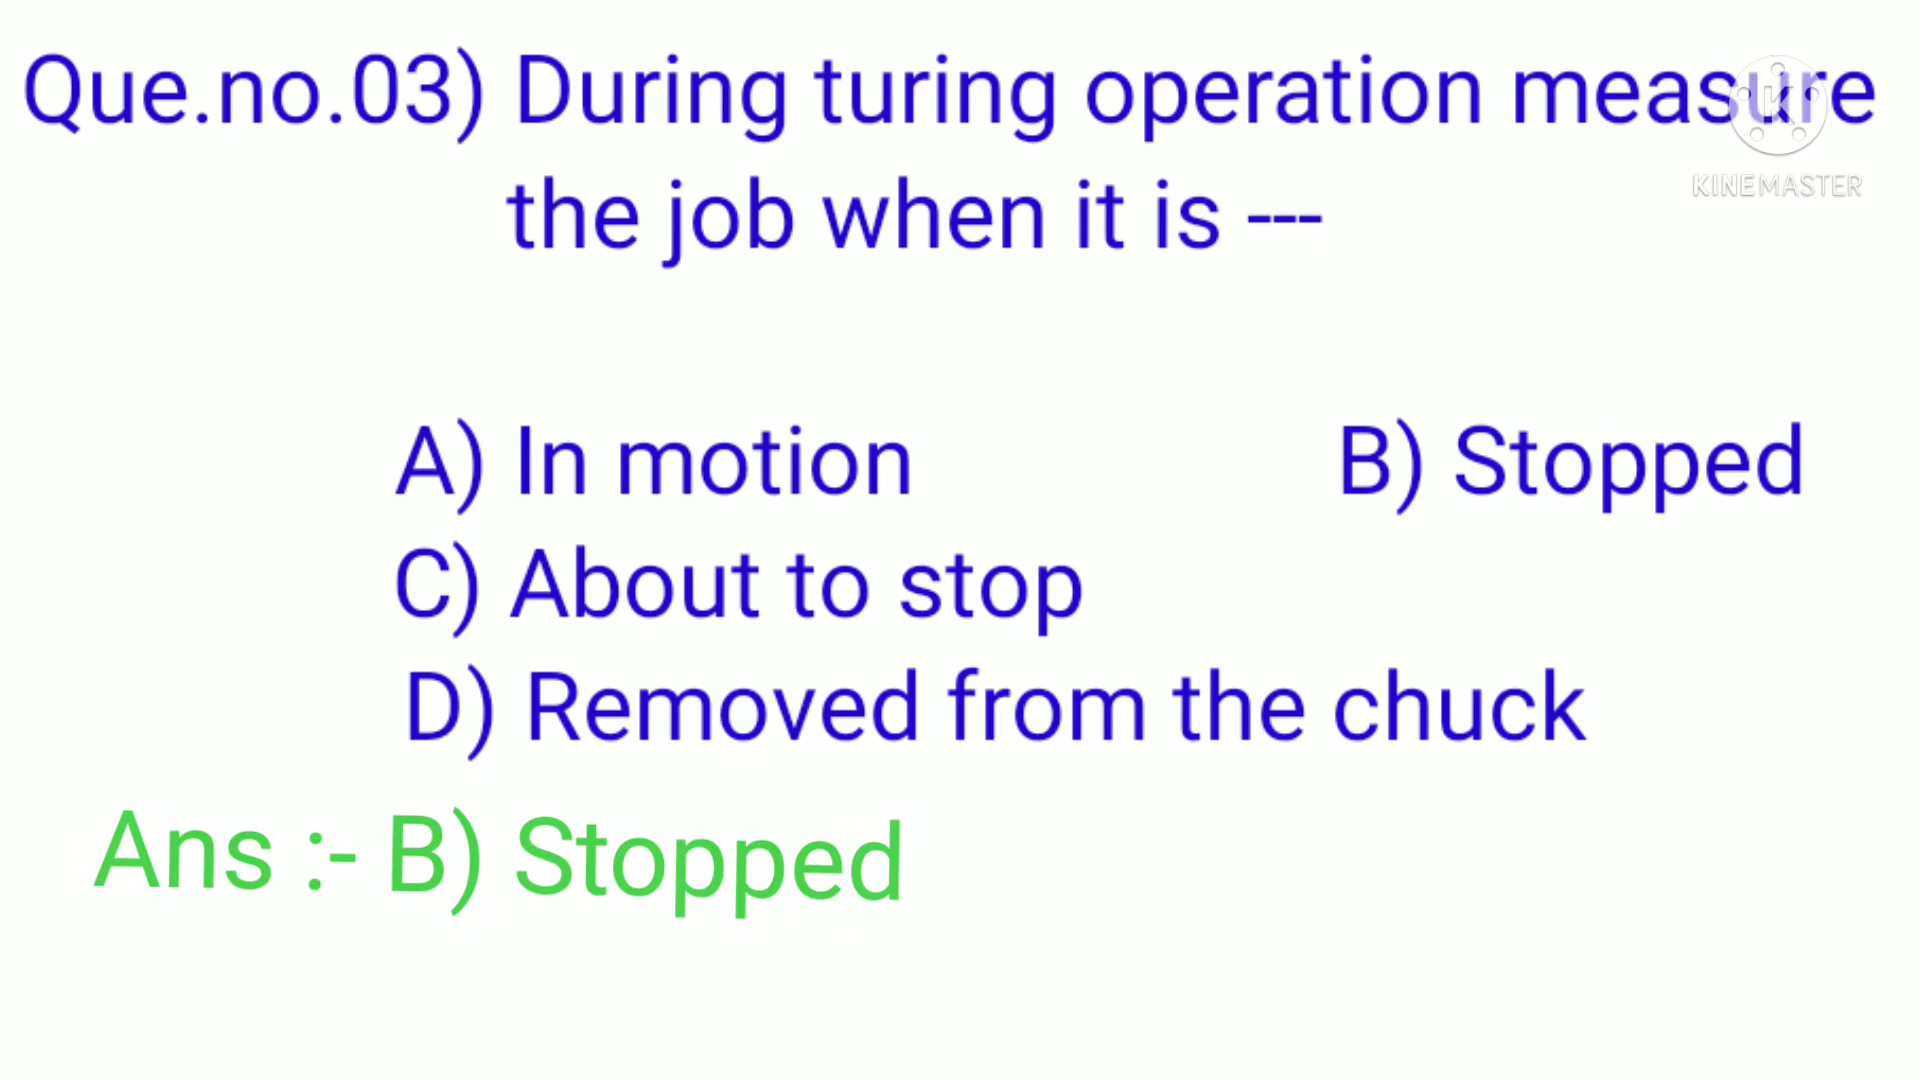 Que.no.03) During turing operation measure
KINEMASTER
the job when it is ---
A) In motion B) Stopped
C) About to stop
D) Removed from the chuck
Ans :- B) Stopped